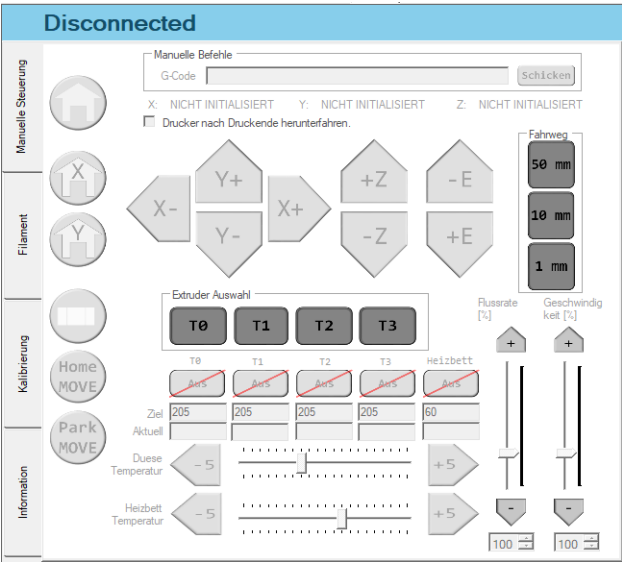 Disconnected
Manuelle Steuerung
Filament
Kalibrierung
Information
Manuelle Befehle
G-Code
Schicken
X: NICHT INITIALISIERT Y: NICHT INITIALISIERT Z: NICHT INITIALISIERT
Drucker nach Druckende herunterfahren.
X
Y
Home
MOVE
Park
MOVE
Y+
X-
X+
Y-
+Z
-Z
-E
+E
Fahrweg
50 mm
10 mm
1 mm
Extruder Auswahl
T0 T1 T2 T3
T0 T1 T2 T3 Heizbett
Aus Aus Aus Aus Aus
Ziel 205 205 205 205 60
Aktuell
Duese
Temperatur
-5 +5
Heizbett
Temperatur
-5 +5
Flussrate
[%]
Geschwindig
keit [%]
+ +
- -
100 100